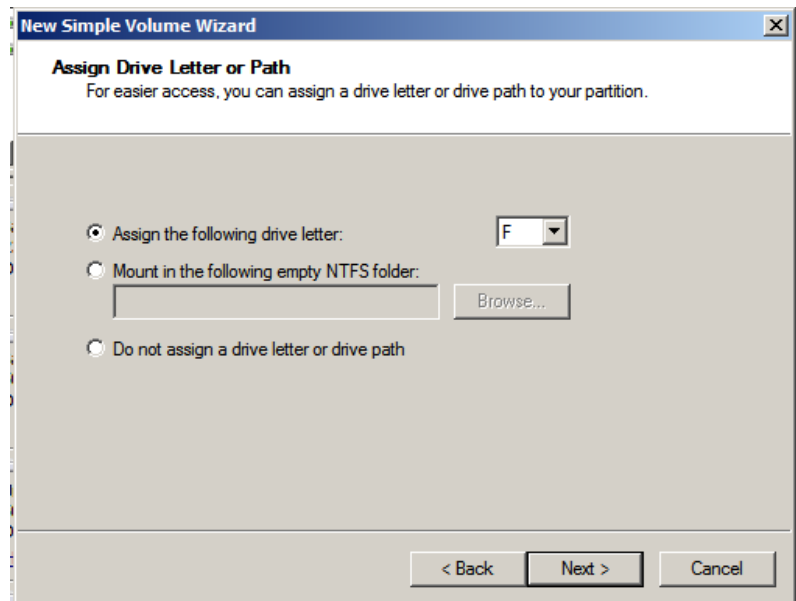 New Simple Volume Wizard
Assign Drive Letter or Path
For easier access, you can assign a drive letter or drive path to your partition.
Assign the following drive letter: F
Mount in the following empty NTFS folder:
Browse...
Do not assign a drive letter or drive path
< Back Next > Cancel